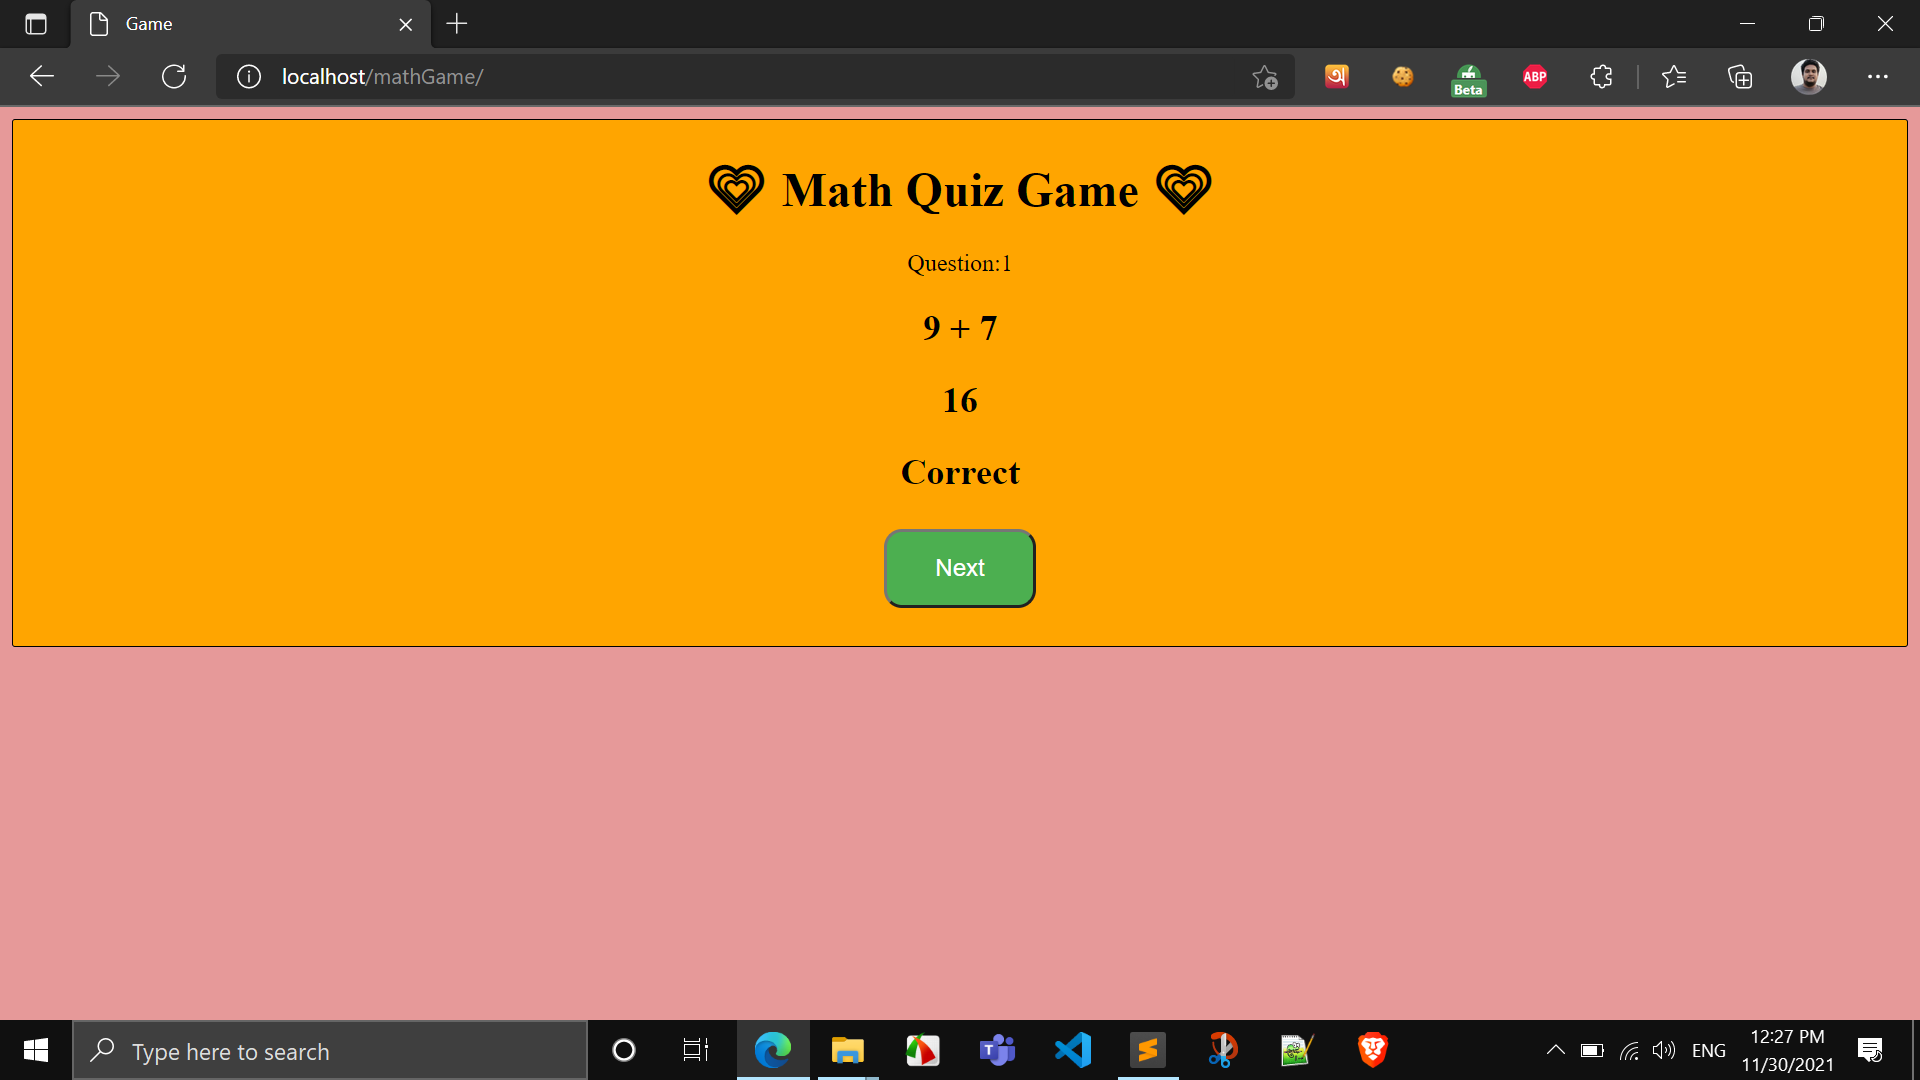 Game
localhost/mathGame/
অ
Beta
ABP
Math Quiz Game
Question:1
9 + 7
16
Correct
Next
Type here to search
T
ENG
12:27 PM
11/30/2021